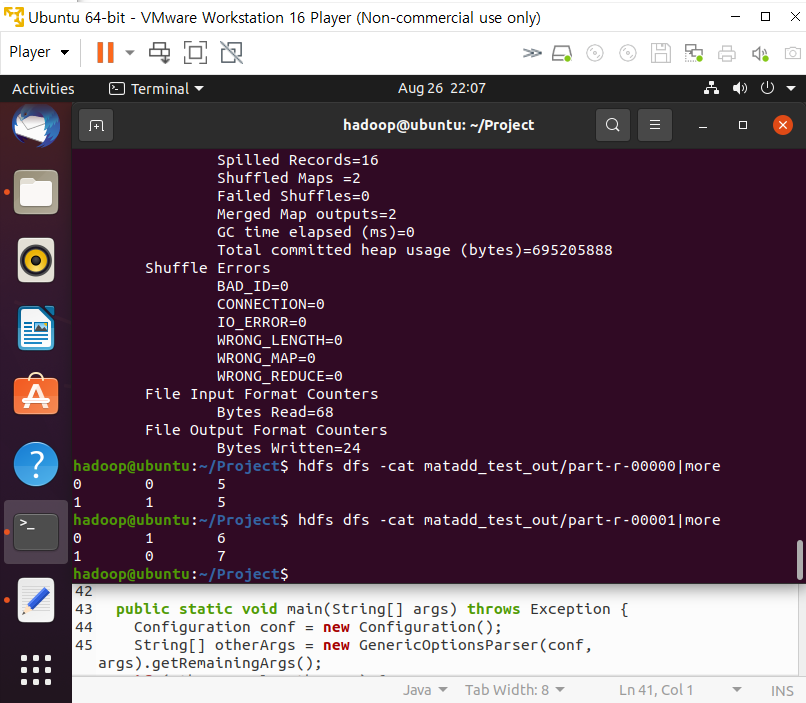 Ubuntu 64-bit - VMware Workstation 16 Player (Non-commercial use only)
Player
Activities Terminal Aug 26 22:07
hadoop@ubuntu: ~/Project
Spilled Records=16
Shuffled Maps =2
Failed Shuffles=0
Merged Map outputs=2
GC time elapsed (ms)=0
Total committed heap usage (bytes)=695205888
Shuffle Errors
BAD_ID=0
CONNECTION=0
IO_ERROR=0
WRONG_LENGTH=0
WRONG_MAP=0
WRONG_REDUCE=0
File Input Format Counters
Bytes Read=68
File Output Format Counters
Bytes Written=24
hadoop@ubuntu:~/Project$ hdfs dfs -cat matadd_test_out/part-r-00000|more
0 0 5
1 1 5
hadoop@ubuntu:~/Project$ hdfs dfs -cat matadd_test_out/part-r-00001|more
0 1 6
1 0 7
hadoop@ubuntu:~/Project$
42
43 public static void main(String[] args) throws Exception {
44 Configuration conf = new Configuration();
45 String[] otherArgs = new GenericOptionsParser(conf,
args).getRemainingArgs();
Java Tab Width: 8 Ln 41, Col 1 INS